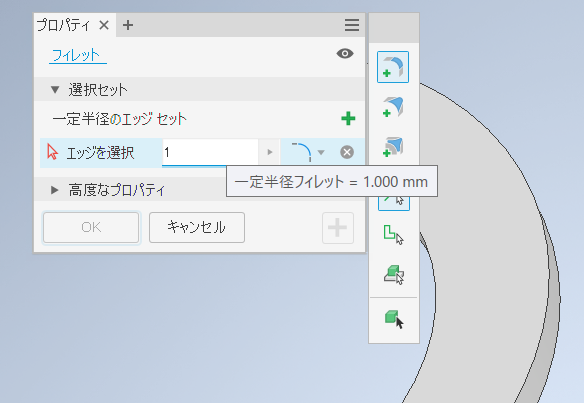 プロパティ × +
フィレット
選択セット
一定半径のエッジ セット
エッジを選択 1
一定半径フィレット = 1.000 mm
高度なプロパティ
OK キャンセル